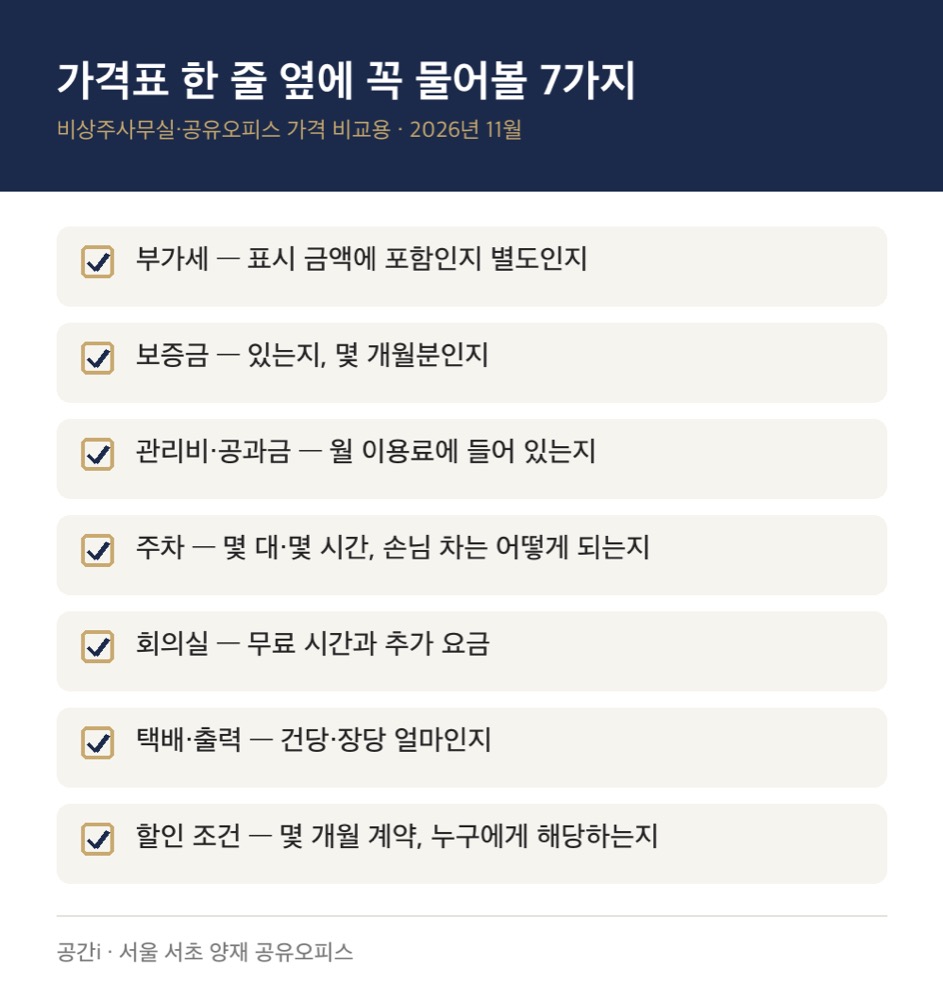 가격표 한 줄 옆에 꼭 물어볼 7가지
비상주사무실·공유오피스 가격 비교용 · 2026년 11월
부가세 — 표시 금액에 포함인지 별도인지
보증금 — 있는지, 몇 개월분인지
관리비·공과금 — 월 이용료에 들어 있는지
주차 — 몇 대·몇 시간, 손님 차는 어떻게 되는지
회의실 — 무료 시간과 추가 요금
택배·출력 — 건당·장당 얼마인지
할인 조건 — 몇 개월 계약, 누구에게 해당하는지
공간i · 서울 서초 양재 공유오피스